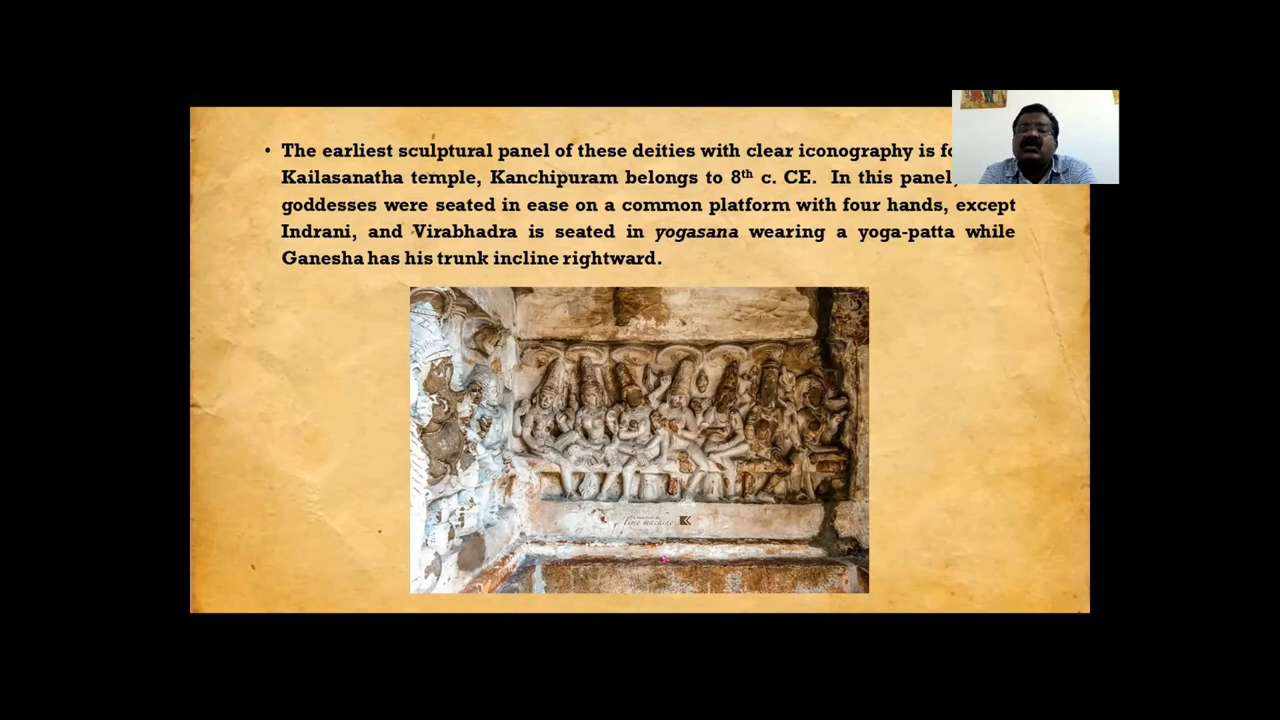 • The earliest sculptural panel of these deities with clear iconography is
Kailasanatha temple, Kanchipuram belongs to 8th c. CE. In this panel,
goddesses were seated in ease on a common platform with four hands, except
Indrani, and Virabhadra is seated in yogasana wearing a yoga-patta while
Ganesha has his trunk incline rightward.
Time machine